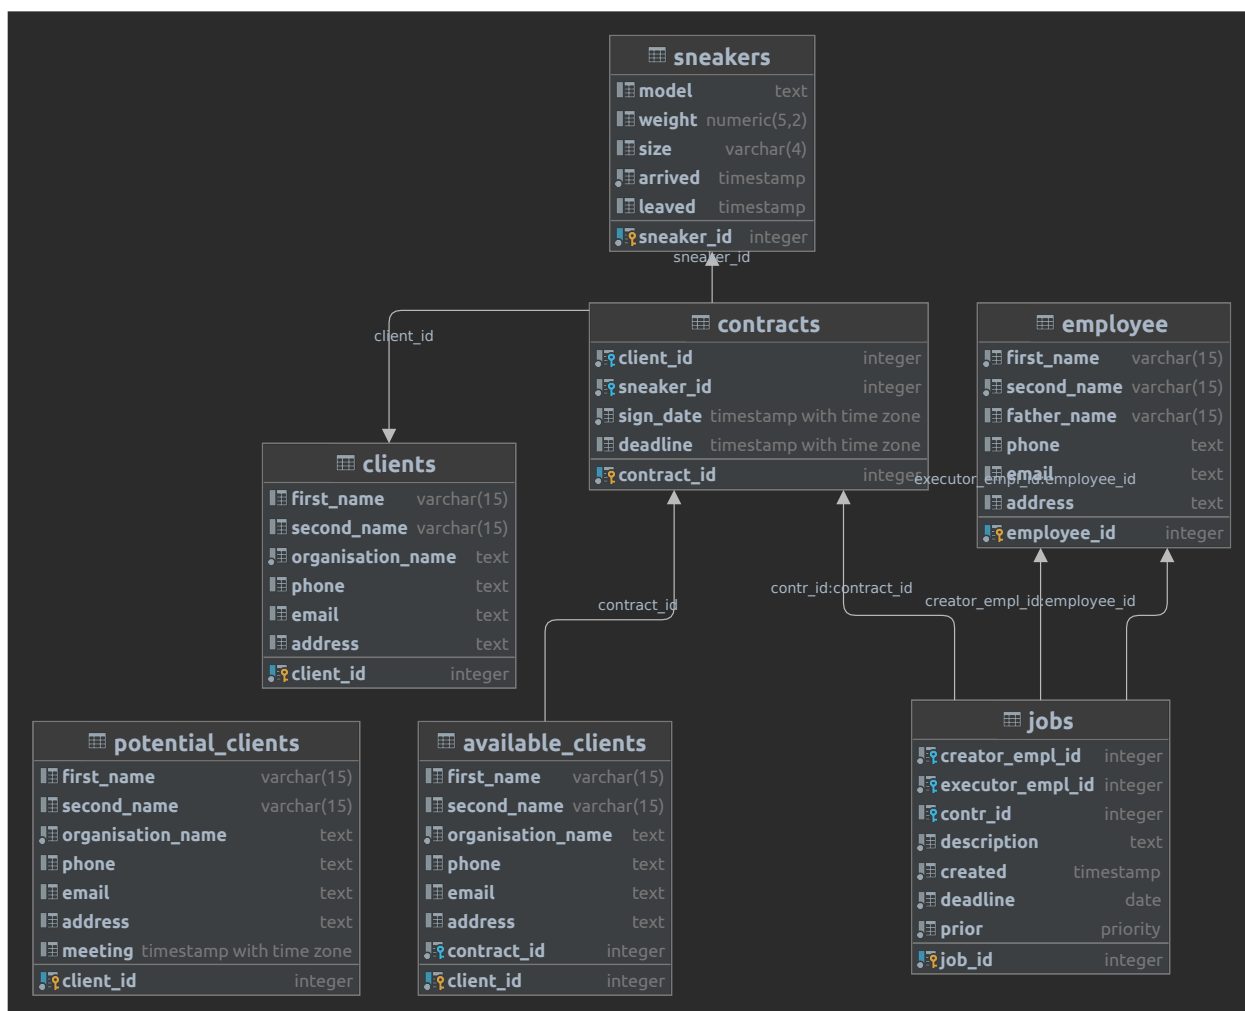 sneakers
model text
weight numeric(5,2)
size varchar(4)
arrived timestamp
leaved timestamp
sneaker_id integer
sneaker_id
client_id
contracts
client_id integer
sneaker_id integer
sign_date timestamp with time zone
deadline timestamp with time zone
contract_id integer
employee
first_name varchar(15)
second_name varchar(15)
father_name varchar(15)
phone text
email text
address text
employee_id integer
executor_empl_id:employee_id
clients
first_name varchar(15)
second_name varchar(15)
organisation_name text
phone text
email text
address text
client_id integer
contract_id
contr_id:contract_id
creator_empl_id:employee_id
potential_clients
first_name varchar(15)
second_name varchar(15)
organisation_name text
phone text
email text
address text
meeting timestamp with time zone
client_id integer
available_clients
first_name varchar(15)
second_name varchar(15)
organisation_name text
phone text
email text
address text
contract_id integer
client_id integer
jobs
creator_empl_id integer
executor_empl_id integer
contr_id integer
description text
created timestamp
deadline date
prior priority
job_id integer